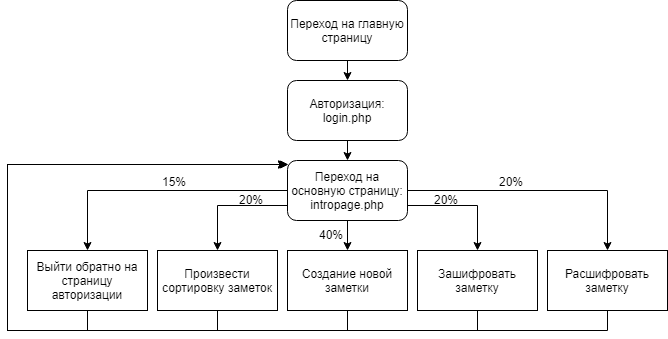 Переход на главную
страницу
Авторизация:
login.php
Переход на
основную страницу:
intropage.php
15%
20%
20%
20%
40%
Выйти обратно на
страницу
авторизации
Произвести
сортировку заметок
Создание новой
заметки
Зашифровать
заметку
Расшифровать
заметку